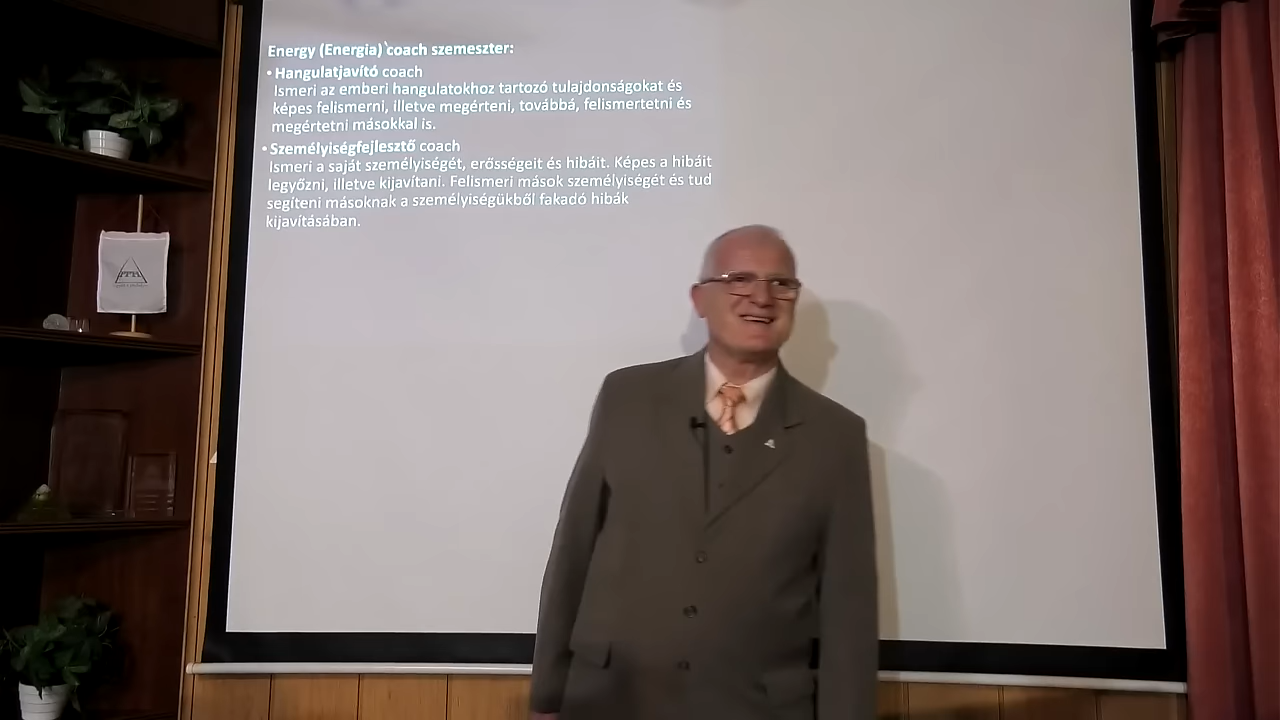 Energy (Energia) coach szemeszter:
• Hangulatjavító coach
Ismeri az emberi hangulatokhoz tartozó tulajdonságokat és
képes felismerni, illetve megérteni, továbbá, felismertetni és
megértetni másokkal is.
• Személyiségfejlesztő coach
Ismeri a saját személyiségét, erősségeit és hibáit. Képes a hibáit
legyőzni, illetve kijavítani. Felismeri mások személyiségét és tud
segíteni másoknak a személyiségükből fakadó hibák
kijavításában.